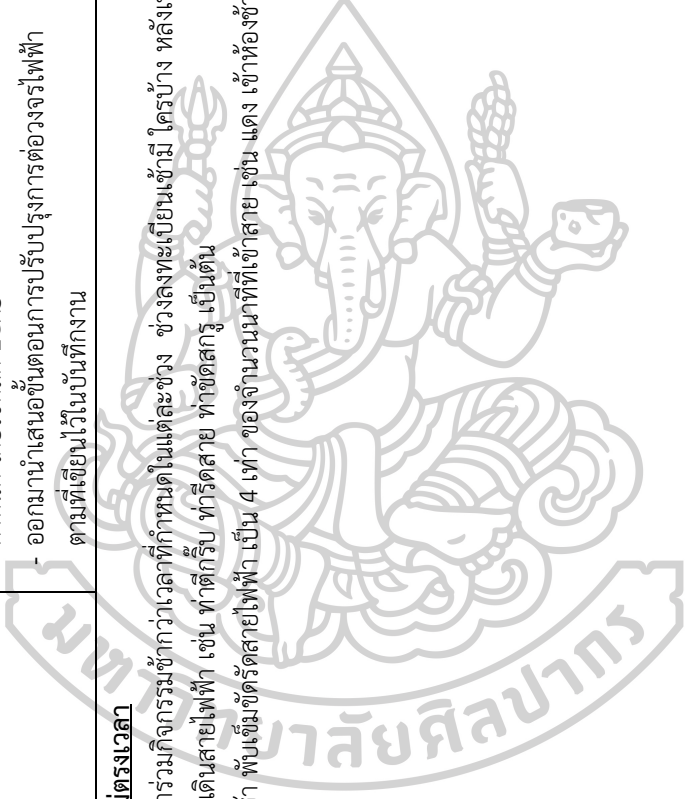 - ออกมานำเสนอขั้นตอนการปรับปรุงการต่อวงจรไฟฟ้า
ตามที่เขียนไว้ในบันทึกงาน
ตรงเวลา
ร่วมกิจกรรมช้ากว่าเวลาที่กำหนดในแต่ละช่วง ช่วงลงทะเบียนเช้ามี ใครบ้าง
เดินสายไฟฟ้า เช่น ท่าตีกริ๊บ ท่ารีดสาย ท่าขัดสกรู เป็นต้น
พับเข็มขัดรัดสายไฟฟ้า เป็น 4 เท่า ของจำนวนนาทีที่เข้าสาย เช่น แดง เข้าห้องช้า
มหาวิทยาลัยศิลปากร